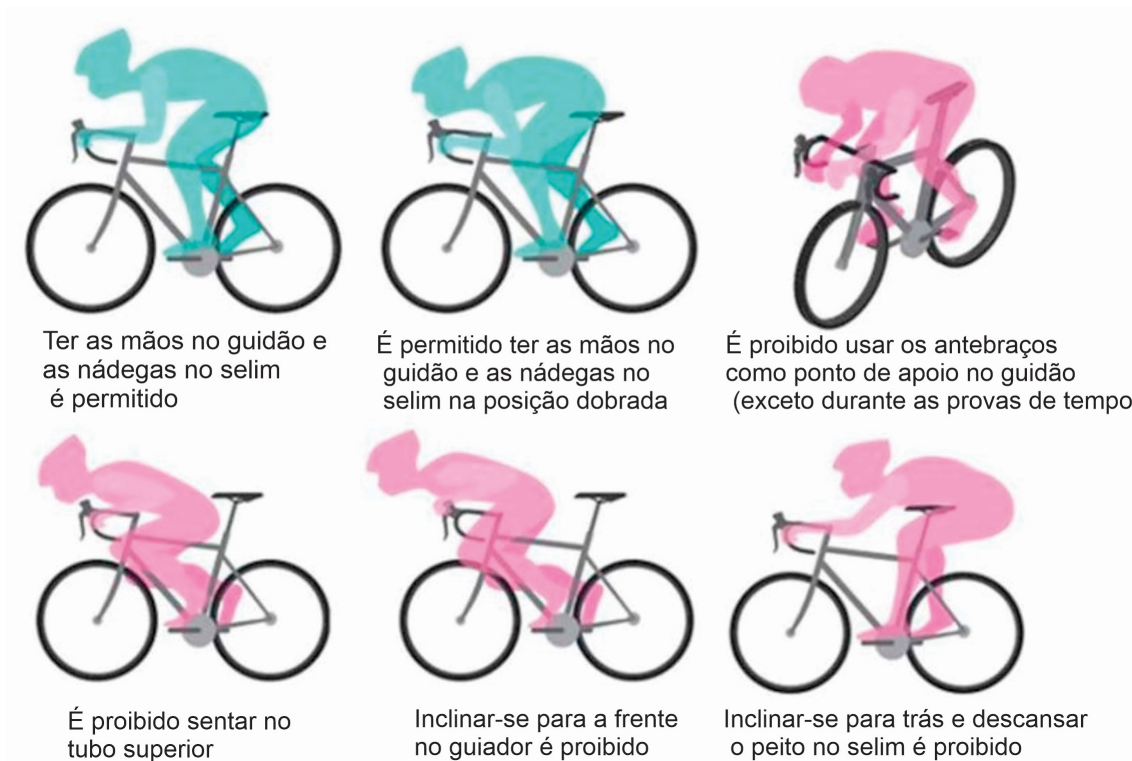 Ter as mãos no guidão e
as nádegas no selim
é permitido
É permitido ter as mãos no
guidão e as nádegas no
selim na posição dobrada
É proibido usar os antebraços
como ponto de apoio no guidão
(exceto durante as provas de tempo
É proibido sentar no
tubo superior
Inclinar-se para a frente
no guiador é proibido
Inclinar-se para trás e descansar
o peito no selim é proibido